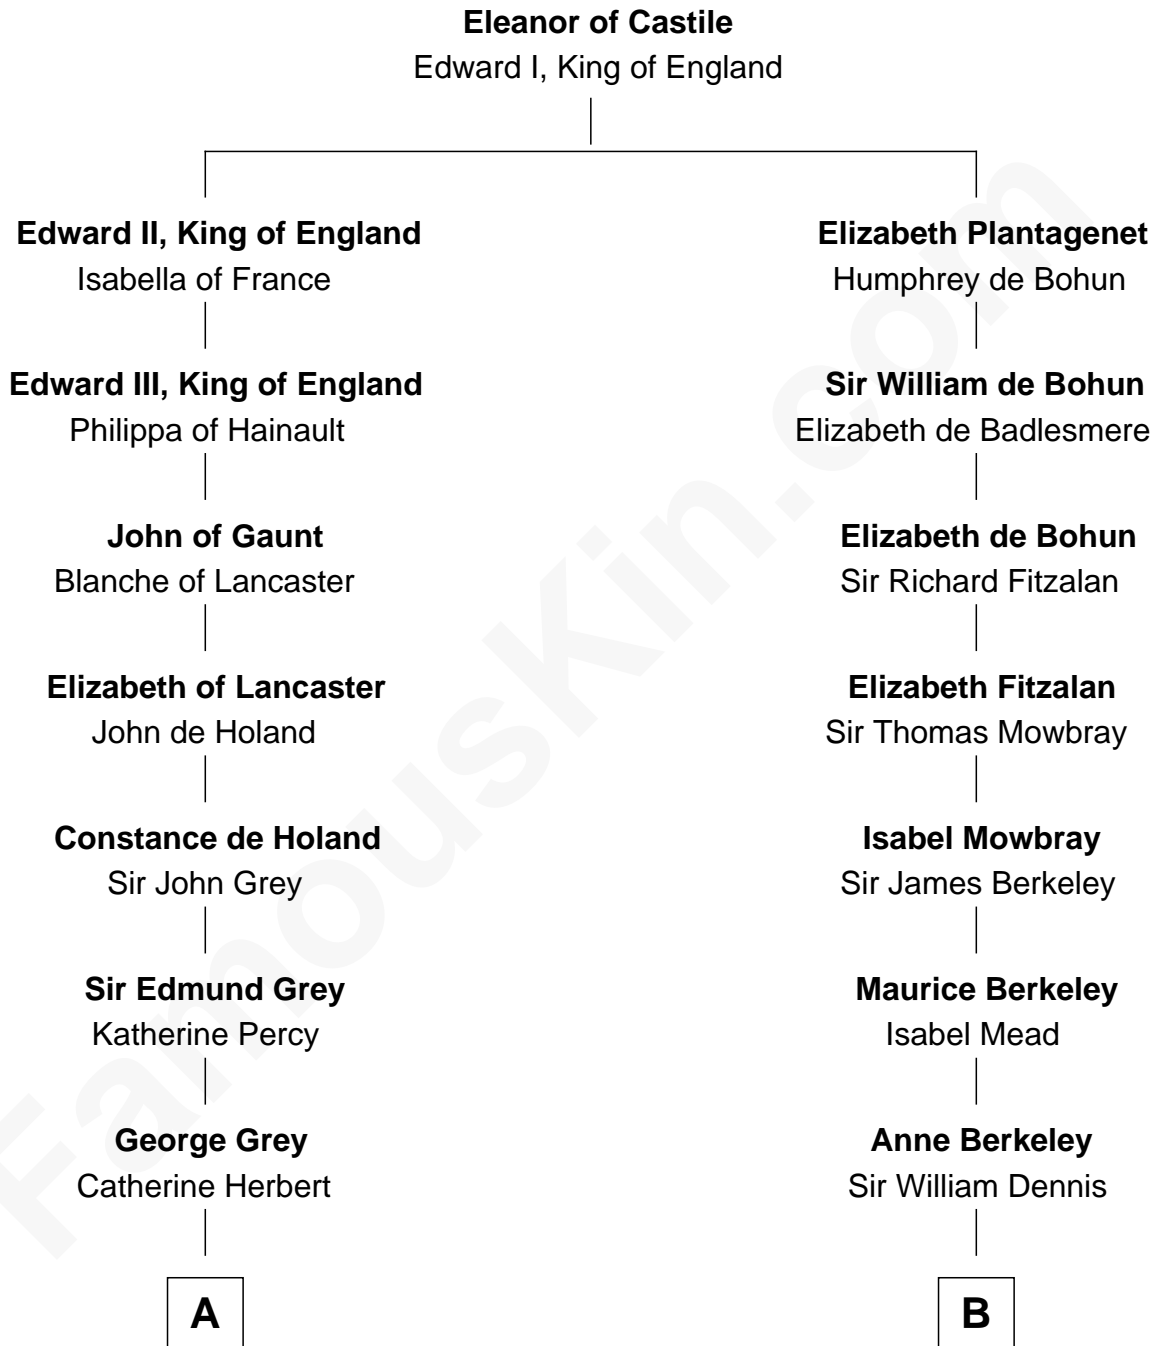 Eleanor of Castile
Edward I, King of England
Edward II, King of England
Isabella of France
Elizabeth Plantagenet
Humphrey de Bohun
Edward III, King of England
Philippa of Hainault
Sir William de Bohun
Elizabeth de Badlesmere
John of Gaunt
Blanche of Lancaster
Elizabeth de Bohun
Sir Richard Fitzalan
Elizabeth of Lancaster
John de Holand
Elizabeth Fitzalan
Sir Thomas Mowbray
Constance de Holand
Sir John Grey
Isabel Mowbray
Sir James Berkeley
Sir Edmund Grey
Katherine Percy
Maurice Berkeley
Isabel Mead
George Grey
Catherine Herbert
Anne Berkeley
Sir William Dennis
A
B
FamousKin.com